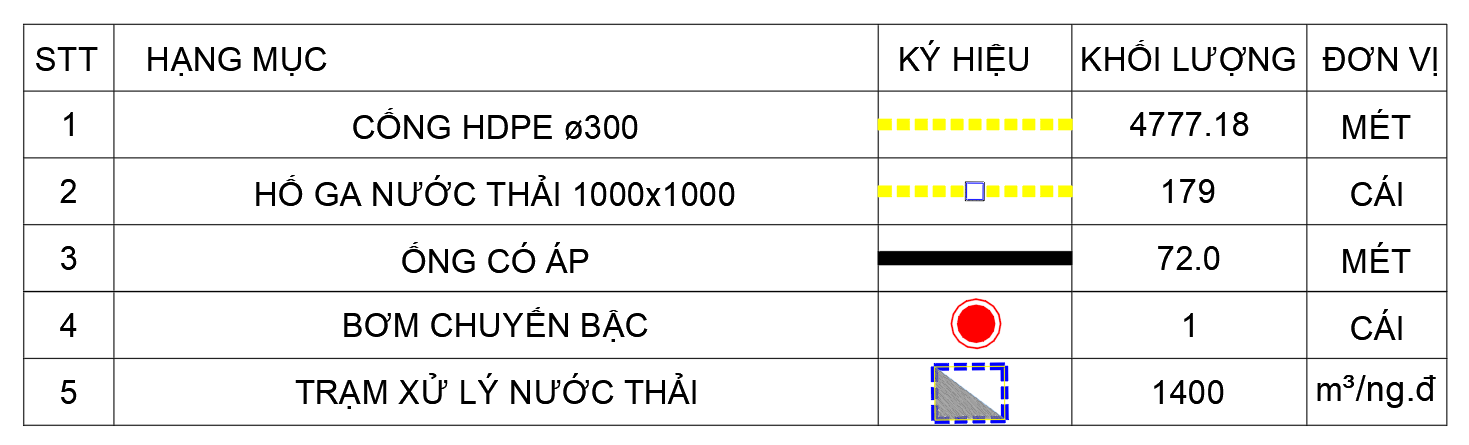 STT HẠNG MỤC KÝ HIỆU KHỐI LƯỢNG ĐƠN VỊ
1 CỐNG HDPE ø300 4777.18 MÉT
2 HỐ GA NƯỚC THẢI 1000x1000 179 CÁI
3 ỐNG CÓ ÁP 72.0 MÉT
4 BƠM CHUYỂN BẬC 1 CÁI
5 TRẠM XỬ LÝ NƯỚC THẢI 1400 m³/ng.đ